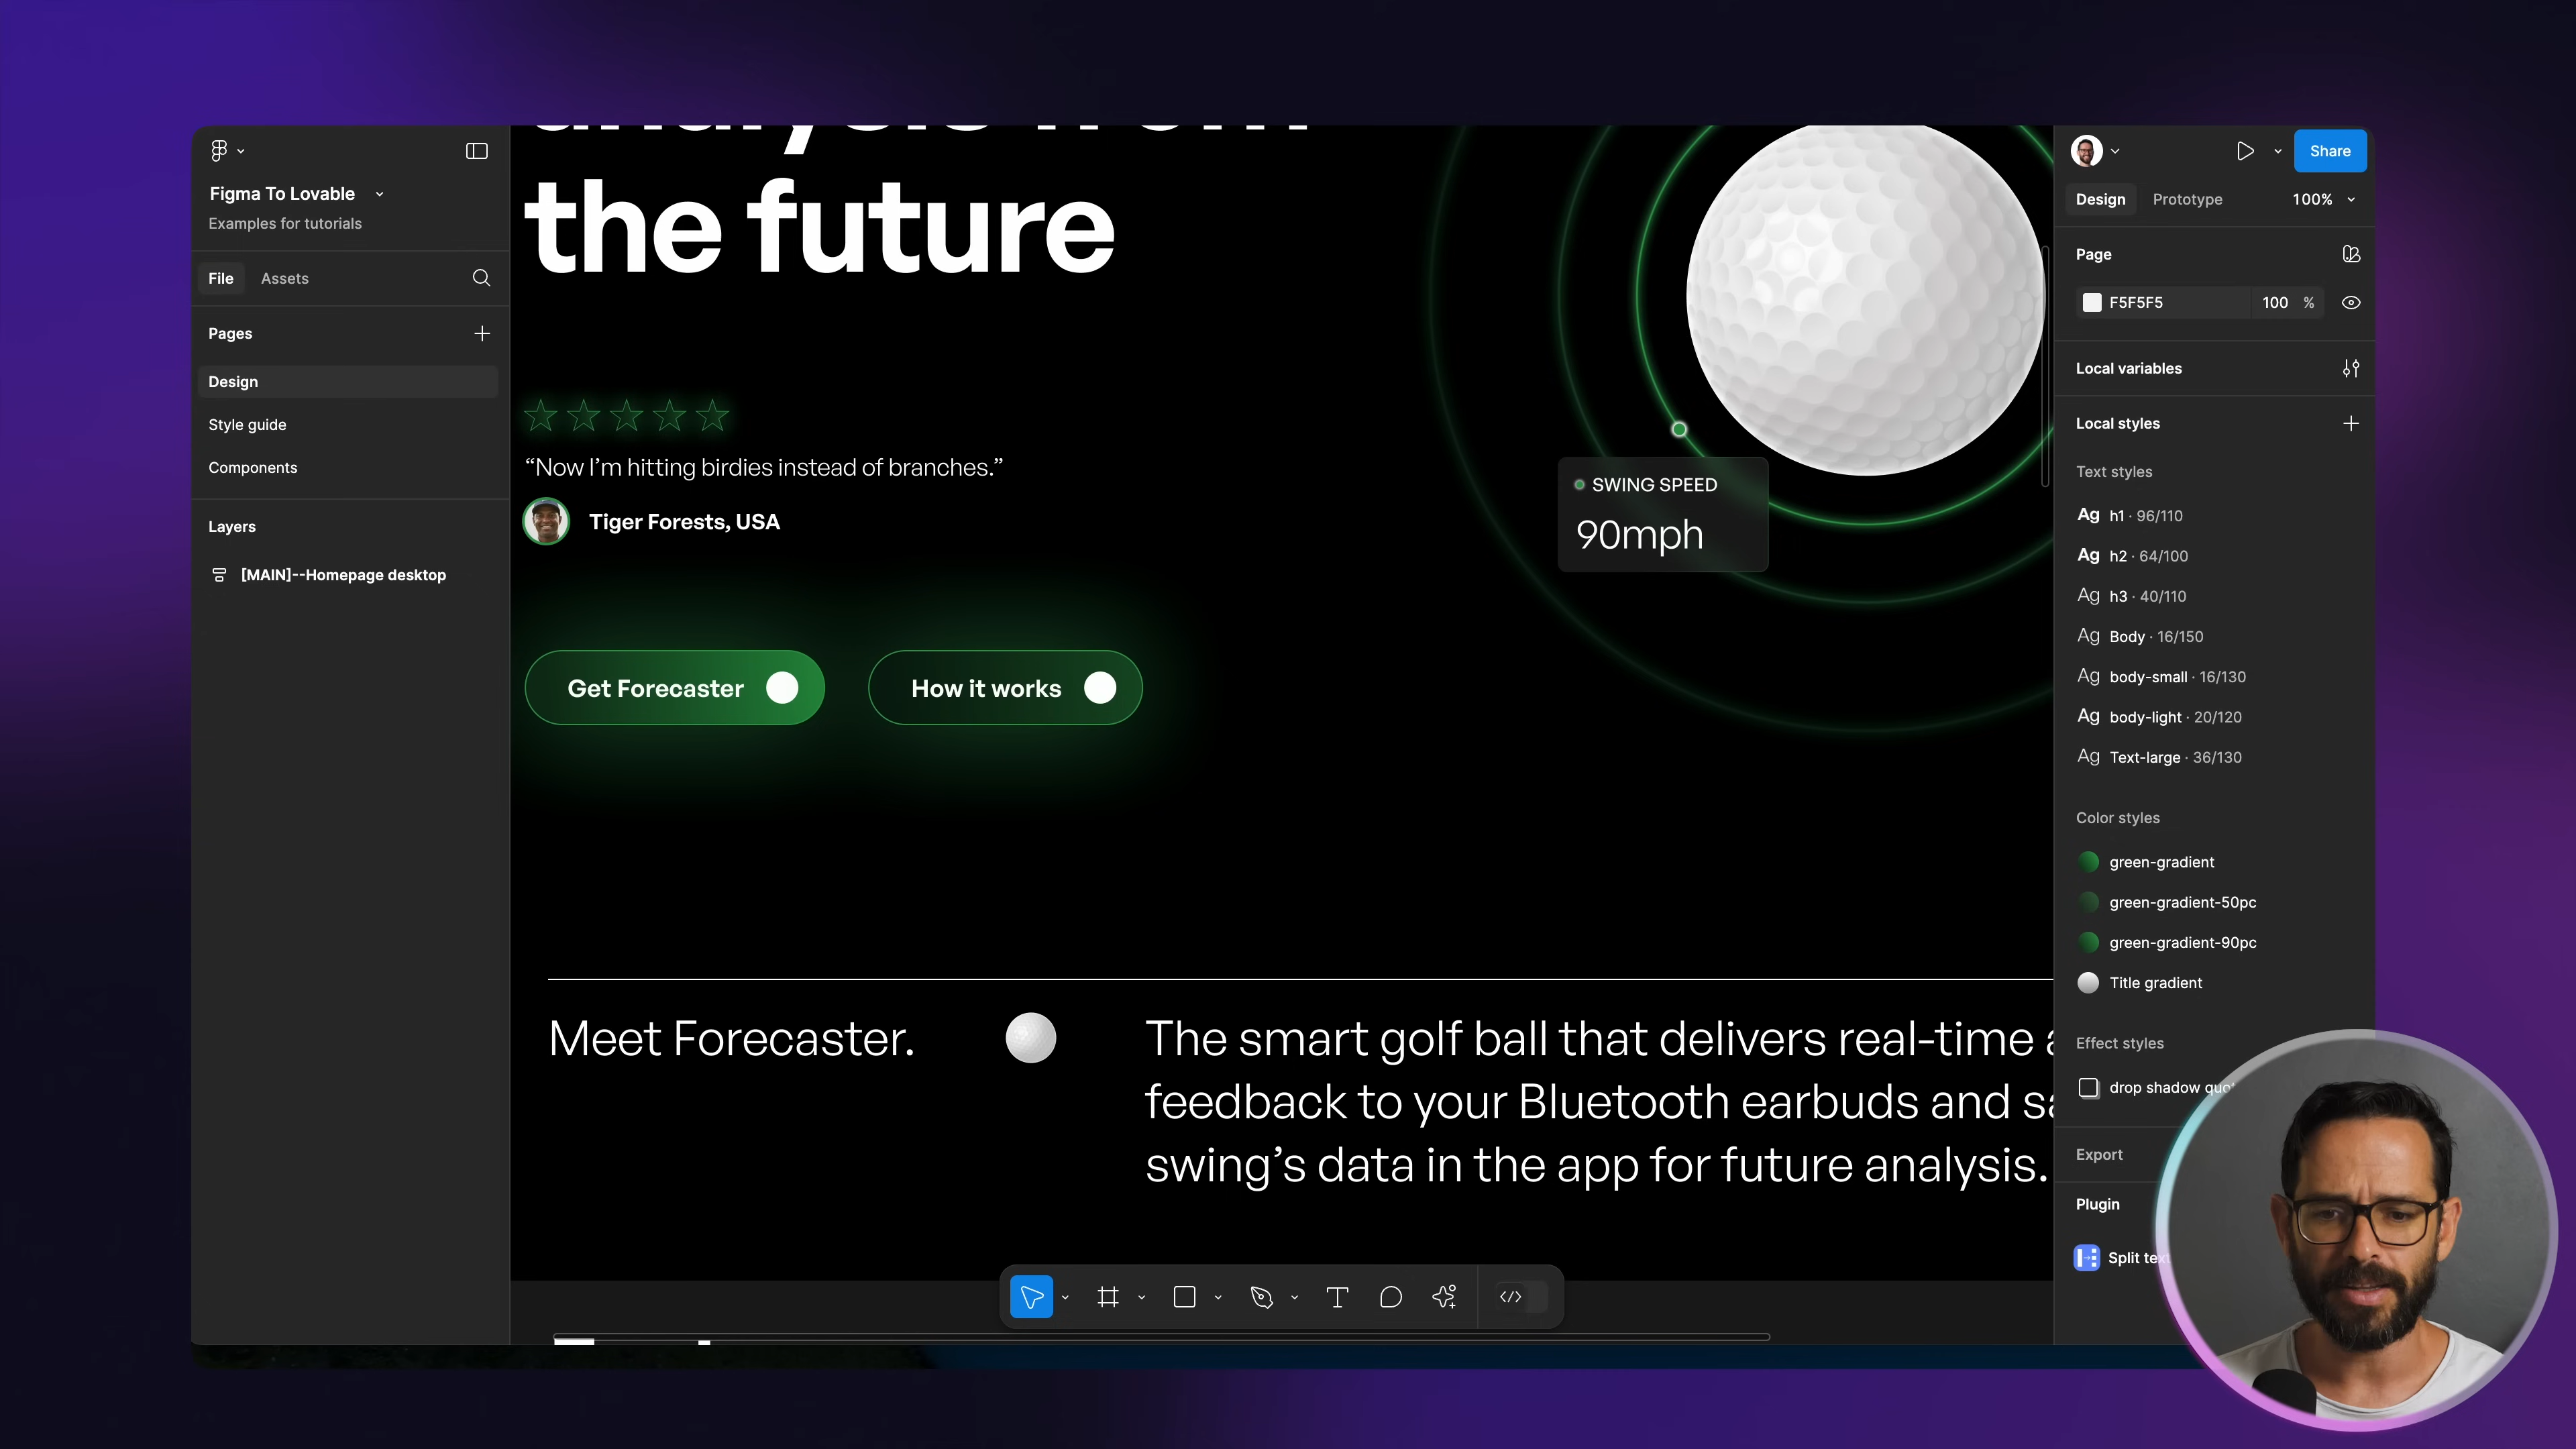 Figma To Lovable
Examples for tutorials
File
Assets
Pages
Design
Style guide
Components
Layers
[MAIN]--Homepage desktop
analysis from
the future
“Now I’m hitting birdies instead of branches.”
Tiger Forests, USA
Get Forecaster
How it works
SWING SPEED
90mph
Meet Forecaster.
The smart golf ball that delivers real-time
feedback to your Bluetooth earbuds and
swing’s data in the app for future analysis.
Share
Design
Prototype
100%
Page
F5F5F5
100 %
Local variables
Local styles
Text styles
Ag h1 · 96/110
Ag h2 · 64/100
Ag h3 · 40/110
Ag Body · 16/150
Ag body-small · 16/130
Ag body-light · 20/120
Ag Text-large · 36/130
Color styles
green-gradient
green-gradient-50pc
green-gradient-90pc
Title gradient
Effect styles
drop shadow
Export
Plugin
Split